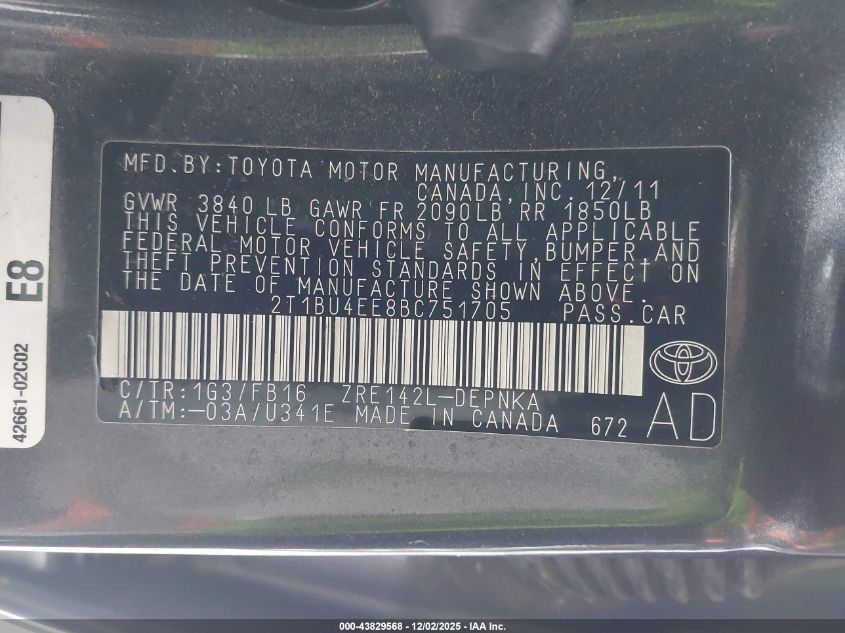 MFD.BY:TOYOTA MOTOR MANUFACTURING,
CANADA,INC. 12/11
GVWR 3840 LB GAWR FR 2090LB RR 1850LB
THIS VEHICLE CONFORMS TO ALL APPLICABLE
FEDERAL MOTOR VEHICLE SAFETY,BUMPER,AND
THEFT PREVENTION STANDARDS IN EFFECT ON
THE DATE OF MANUFACTURE SHOWN ABOVE.
2T1BU4EE8BC751705 PASS.CAR
C/TR:1G3/FB16 ZRE142L-DEPNKA
A/TM:-03A/U341E MADE IN CANADA 672
AD
E8
42661-02C02
000-43829568 - 12/02/2025 - IAA Inc.